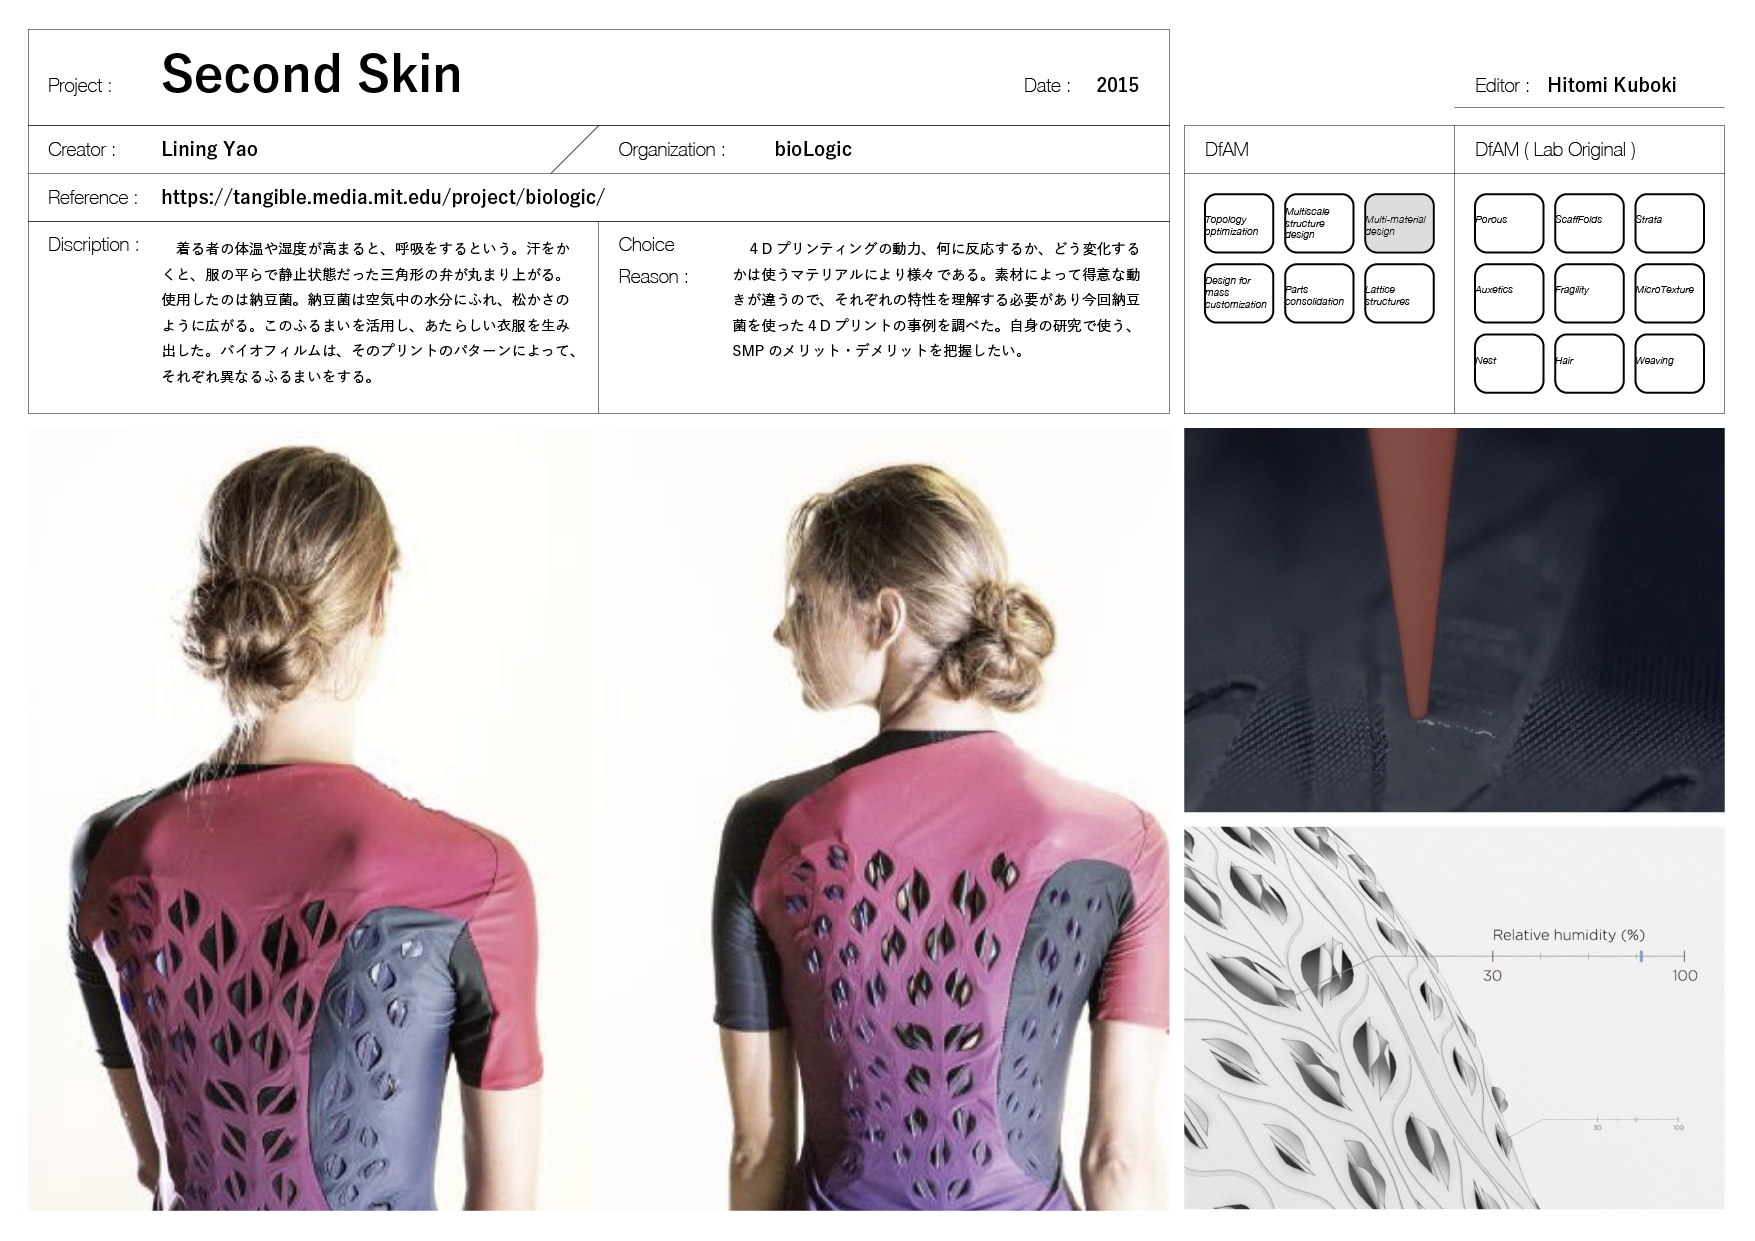 Project :
Second Skin
Date :
2015
Editor :
Hitomi Kuboki
Creator :
Lining Yao
Organization :
bioLogic
Reference :
https://tangible.media.mit.edu/project/biologic/
Discription :
着る者の体温や湿度が高まると、呼吸をするという。汗をか
くと、服の平らで静止状態だった三角形の弁が丸まり上がる。
使用したのは納豆菌。納豆菌は空気中の水分にふれ、松かさの
ように広がる。このふるまいを活用し、あたらしい衣服を生み
出した。バイオフィルムは、そのプリントのパターンによって、
それぞれ異なるふるまいをする。
Choice
Reason :
４Ｄプリンティングの動力、何に反応するか、どう変化する
かは使うマテリアルにより様々である。素材によって得意な動
きが違うので、それぞれの特性を理解する必要があり今回納豆
菌を使った４Ｄプリントの事例を調べた。自身の研究で使う、
SMP のメリット・デメリットを把握したい。
DfAM
Topology
optimization
Multiscale
structure
design
Multi-material
design
Design for
mass
customization
Parts
consolidation
Lattice
structures
DfAM ( Lab Original )
Porous
ScaffFolds
Strata
Auxetics
Fragility
MicroTexture
Nest
Hair
Weaving
Relative humidity (%)
30
100
30
100